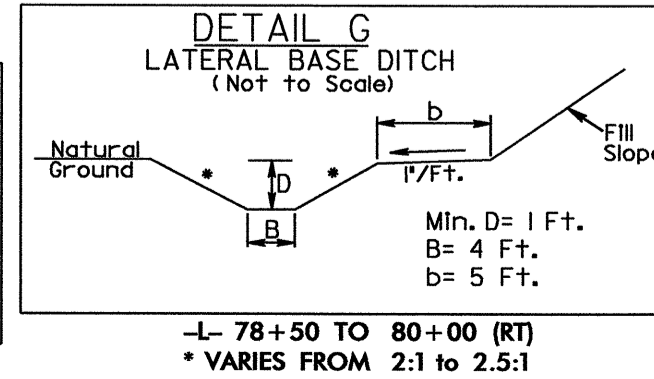 DETAIL G
LATERAL BASE DITCH
(Not to Scale)
b
Natural
Ground
*
D
*
1"/Ft.
Fill
Slope
B
Min. D= 1 Ft.
B= 4 Ft.
b= 5 Ft.
-L- 78+50 TO 80+00 (RT)
* VARIES FROM 2:1 to 2.5:1